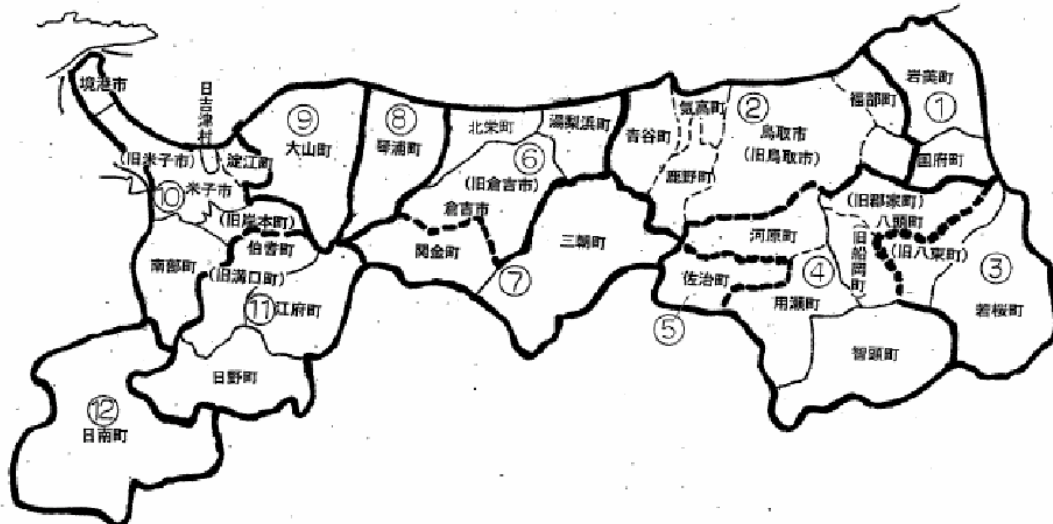 境港市
日吉津村
(旧米子市)
淀江町
⑩
米子市
(旧岸本町)
伯耆町
南部町
(旧溝口町)
⑪
江府町
日野町
⑫
日南町
⑨
大山町
⑧
琴浦町
北栄町
湯梨浜町
⑥
(旧倉吉市)
倉吉市
関金町
三朝町
⑦
青谷町
気高町
鹿野町
②
鳥取市
(旧鳥取市)
福部町
岩美町
①
国府町
(旧郡家町)
八頭町
河原町
旧船岡町
(旧八東町)
③
若桜町
佐治町
④
用瀬町
⑤
智頭町